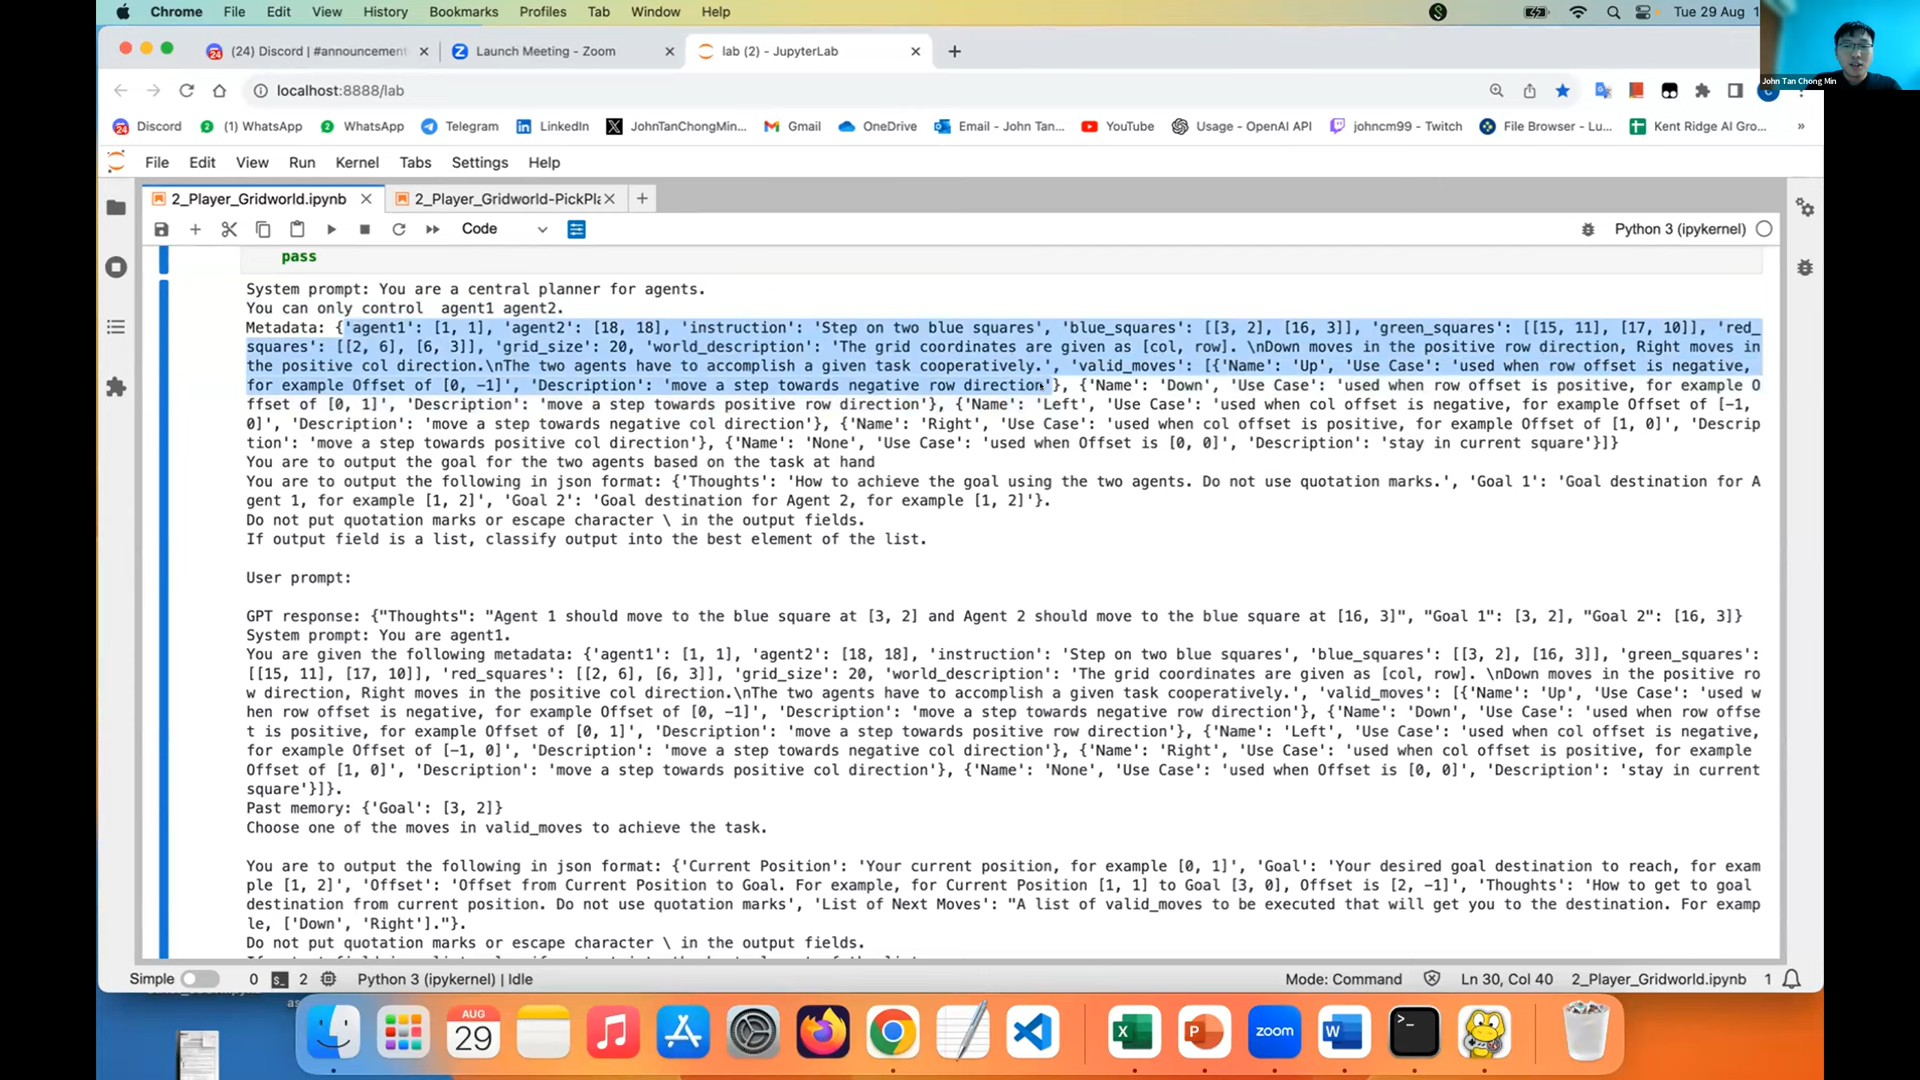 Chrome File Edit View History Bookmarks Profiles Tab Window Help Tue 29 Aug 1
John Tan Chong Min
(24) Discord | #announcement Launch Meeting - Zoom lab (2) - JupyterLab
localhost:8888/lab
Discord (1) WhatsApp WhatsApp Telegram LinkedIn JohnTanChongMin... Gmail OneDrive Email - John Tan... YouTube Usage - OpenAI API johncm99 - Twitch File Browser - Lu... Kent Ridge AI Gro... »
File Edit View Run Kernel Tabs Settings Help
2_Player_Gridworld.ipynb 2_Player_Gridworld-PickPla
Code Python 3 (ipykernel)
pass
System prompt: You are a central planner for agents.
You can only control  agent1 agent2.
Metadata: {'agent1': [1, 1], 'agent2': [18, 18], 'instruction': 'Step on two blue squares', 'blue_squares': [[3, 2], [16, 3]], 'green_squares': [[15, 11], [17, 10]], 'red_
squares': [[2, 6], [6, 3]], 'grid_size': 20, 'world_description': 'The grid coordinates are given as [col, row]. \nDown moves in the positive row direction, Right moves in
the positive col direction.\nThe two agents have to accomplish a given task cooperatively.', 'valid_moves': [{'Name': 'Up', 'Use Case': 'used when row offset is negative,
for example Offset of [0, -1]', 'Description': 'move a step towards negative row direction'}, {'Name': 'Down', 'Use Case': 'used when row offset is positive, for example O
ffset of [0, 1]', 'Description': 'move a step towards positive row direction'}, {'Name': 'Left', 'Use Case': 'used when col offset is negative, for example Offset of [-1,
0]', 'Description': 'move a step towards negative col direction'}, {'Name': 'Right', 'Use Case': 'used when col offset is positive, for example Offset of [1, 0]', 'Descrip
tion': 'move a step towards positive col direction'}, {'Name': 'None', 'Use Case': 'used when Offset is [0, 0]', 'Description': 'stay in current square'}]}
You are to output the goal for the two agents based on the task at hand
You are to output the following in json format: {'Thoughts': 'How to achieve the goal using the two agents. Do not use quotation marks.', 'Goal 1': 'Goal destination for A
gent 1, for example [1, 2]', 'Goal 2': 'Goal destination for Agent 2, for example [1, 2]'}.
Do not put quotation marks or escape character \ in the output fields.
If output field is a list, classify output into the best element of the list.
User prompt:
GPT response: {"Thoughts": "Agent 1 should move to the blue square at [3, 2] and Agent 2 should move to the blue square at [16, 3]", "Goal 1": [3, 2], "Goal 2": [16, 3]}
System prompt: You are agent1.
You are given the following metadata: {'agent1': [1, 1], 'agent2': [18, 18], 'instruction': 'Step on two blue squares', 'blue_squares': [[3, 2], [16, 3]], 'green_squares':
[[15, 11], [17, 10]], 'red_squares': [[2, 6], [6, 3]], 'grid_size': 20, 'world_description': 'The grid coordinates are given as [col, row]. \nDown moves in the positive ro
w direction, Right moves in the positive col direction.\nThe two agents have to accomplish a given task cooperatively.', 'valid_moves': [{'Name': 'Up', 'Use Case': 'used w
hen row offset is negative, for example Offset of [0, -1]', 'Description': 'move a step towards negative row direction'}, {'Name': 'Down', 'Use Case': 'used when row offse
t is positive, for example Offset of [0, 1]', 'Description': 'move a step towards positive row direction'}, {'Name': 'Left', 'Use Case': 'used when col offset is negative,
for example Offset of [-1, 0]', 'Description': 'move a step towards negative col direction'}, {'Name': 'Right', 'Use Case': 'used when col offset is positive, for example
Offset of [1, 0]', 'Description': 'move a step towards positive col direction'}, {'Name': 'None', 'Use Case': 'used when Offset is [0, 0]', 'Description': 'stay in current
square'}]}.
Past memory: {'Goal': [3, 2]}
Choose one of the moves in valid_moves to achieve the task.
You are to output the following in json format: {'Current Position': 'Your current position, for example [0, 1]', 'Goal': 'Your desired goal destination to reach, for exam
ple [1, 2]', 'Offset': 'Offset from Current Position to Goal. For example, for Current Position [1, 1] to Goal [3, 0], Offset is [2, -1]', 'Thoughts': 'How to get to goal
destination from current position. Do not use quotation marks', 'List of Next Moves': "A list of valid_moves to be executed that will get you to the destination. For examp
le, ['Down', 'Right']."}.
Do not put quotation marks or escape character \ in the output fields.
Simple 0 2 Python 3 (ipykernel) | Idle Mode: Command Ln 30, Col 40 2_Player_Gridworld.ipynb 1
AUG
29
zoom